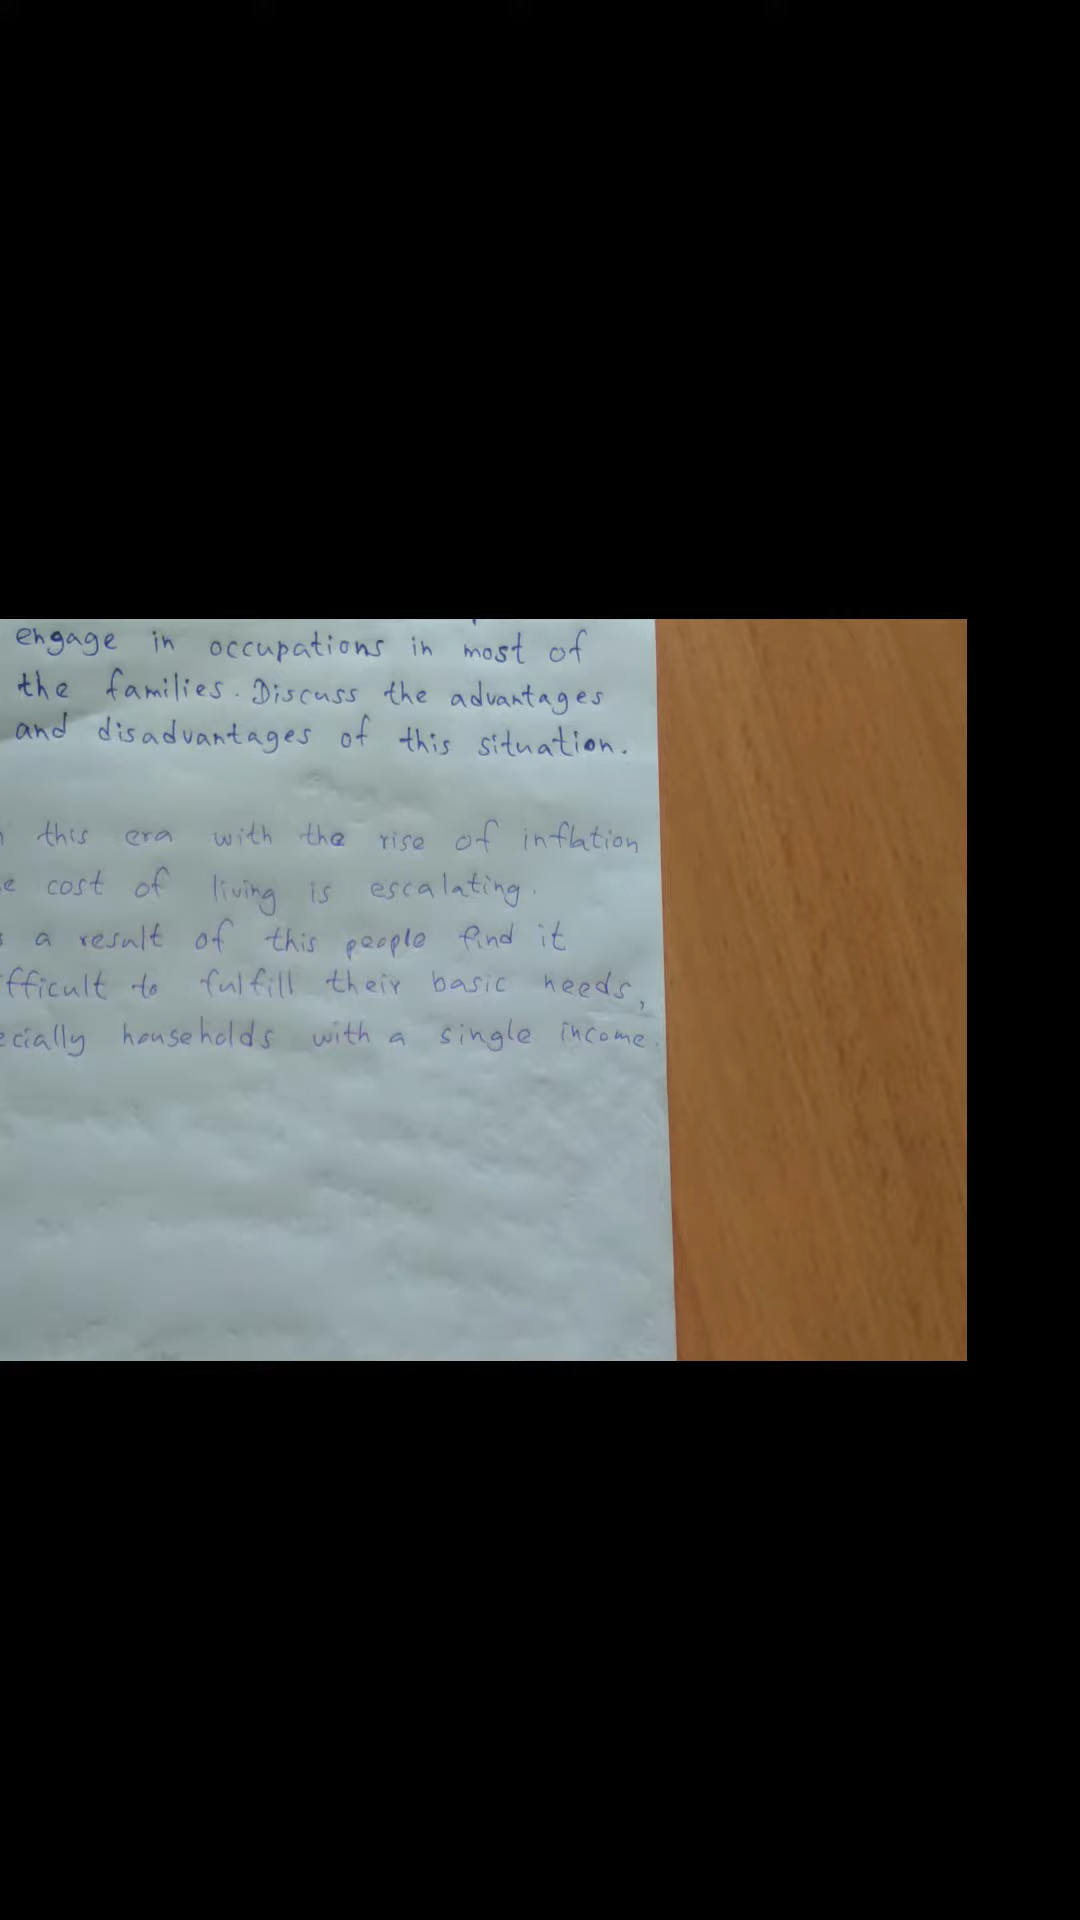 engage in occupations in most of
the families. Discuss the advantages
and disadvantages of this situation.
this era with the rise of inflation
cost of living is escalating.
a result of this people find it
fficult to fulfill their basic needs,
ecially households with a single income.